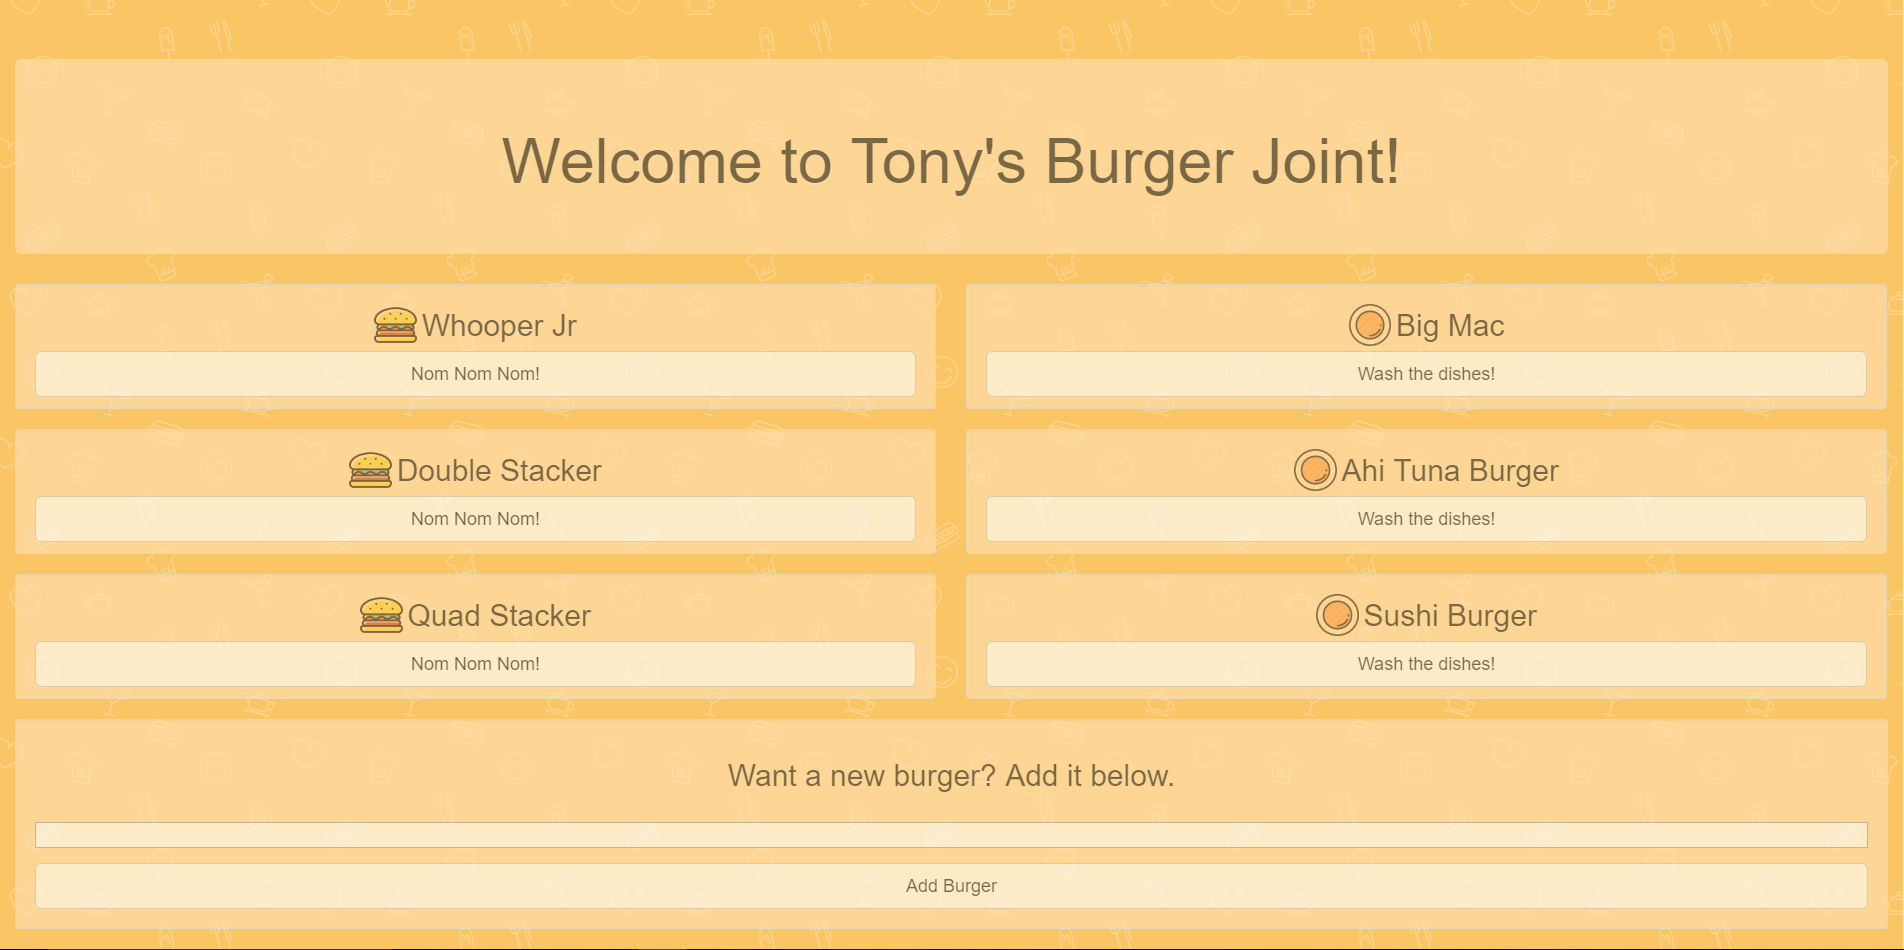 Welcome to Tony's Burger Joint!
Whooper Jr
Nom Nom Nom!
Big Mac
Wash the dishes!
Double Stacker
Nom Nom Nom!
Ahi Tuna Burger
Wash the dishes!
Quad Stacker
Nom Nom Nom!
Sushi Burger
Wash the dishes!
Want a new burger? Add it below.
Add Burger